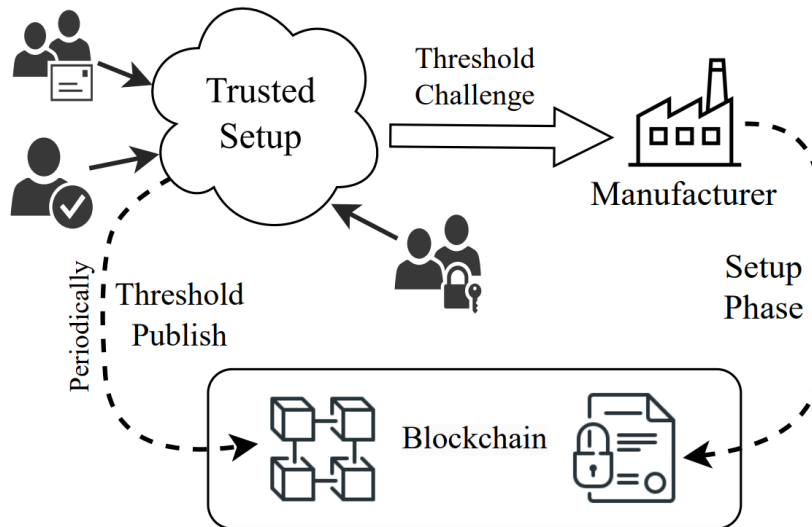 Trusted
Setup
Threshold
Challenge
Manufacturer
Periodically
Threshold
Publish
Setup
Phase
Blockchain